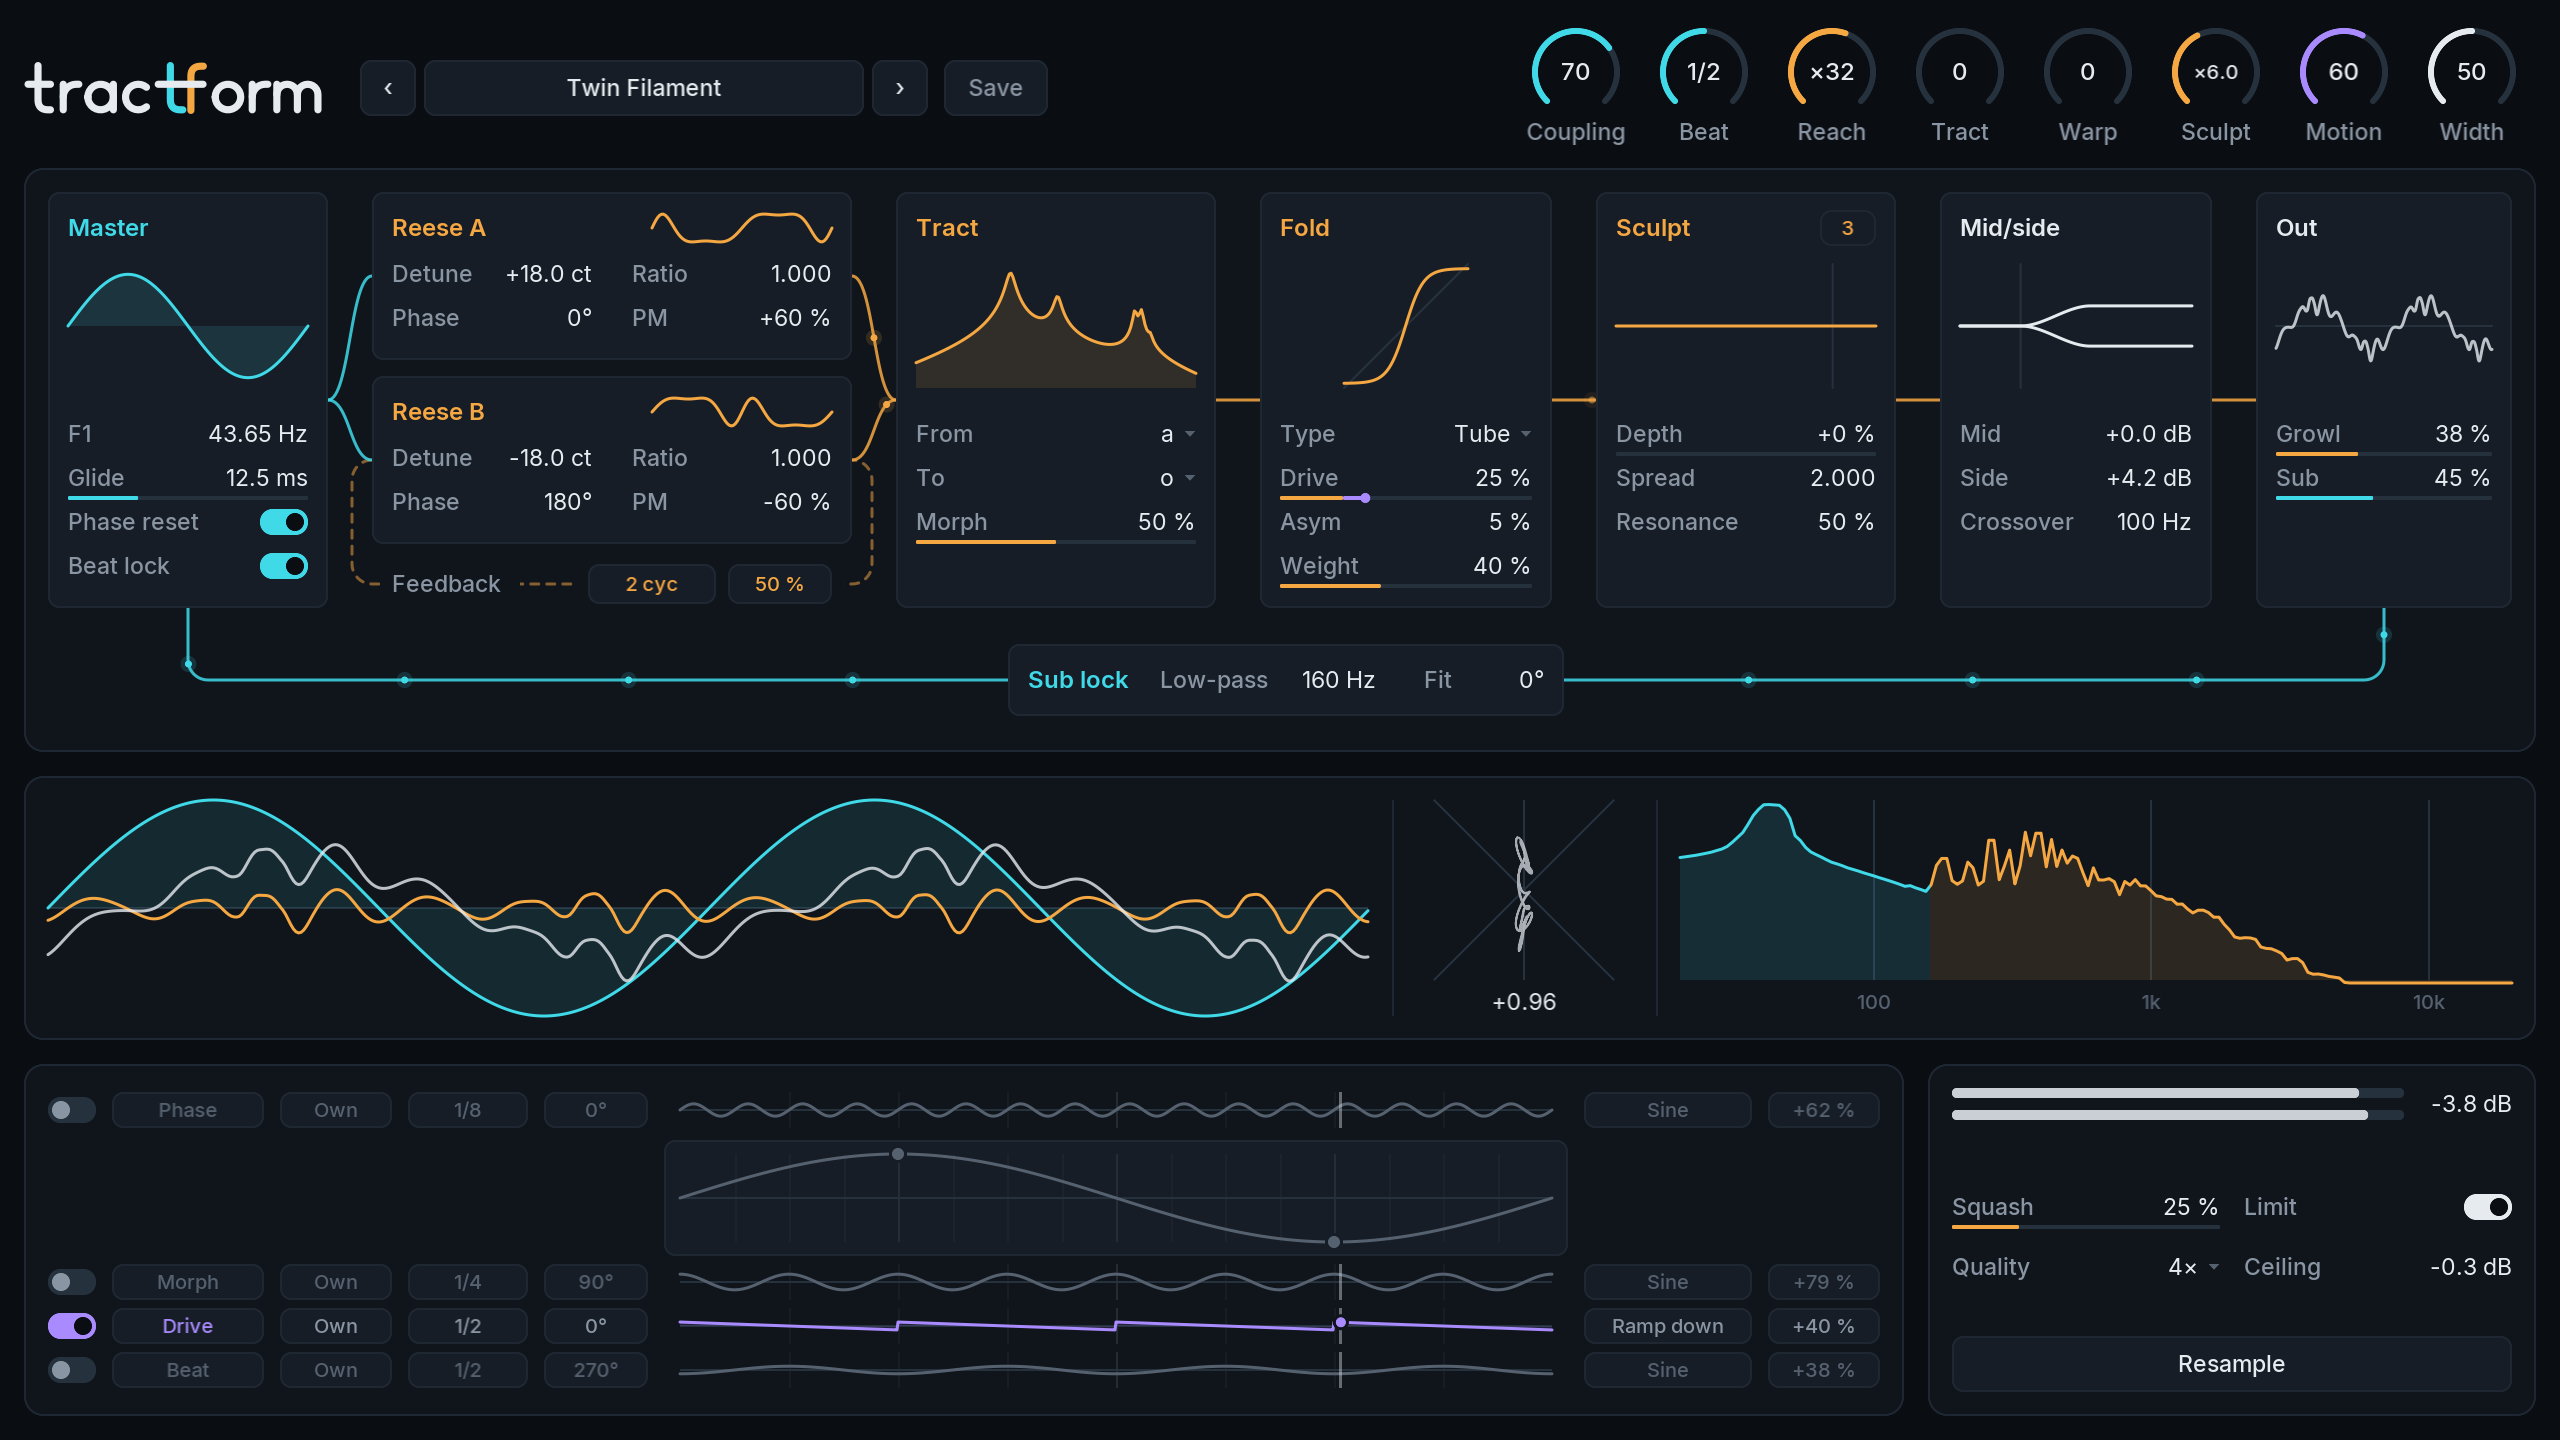 tractform
‹ Twin Filament › Save
70 1/2 ×32 0 0 ×6.0 60 50
Coupling Beat Reach Tract Warp Sculpt Motion Width
Master
F1 43.65 Hz
Glide 12.5 ms
Phase reset
Beat lock
Reese A
Detune +18.0 ct Ratio 1.000
Phase 0° PM +60 %
Reese B
Detune -18.0 ct Ratio 1.000
Phase 180° PM -60 %
Feedback 2 cyc 50 %
Tract
From a
To o
Morph 50 %
Fold
Type Tube
Drive 25 %
Asym 5 %
Weight 40 %
Sculpt 3
Depth +0 %
Spread 2.000
Resonance 50 %
Mid/side
Mid +0.0 dB
Side +4.2 dB
Crossover 100 Hz
Out
Growl 38 %
Sub 45 %
Sub lock Low-pass 160 Hz Fit 0°
+0.96
100 1k 10k
Phase Own 1/8 0° Sine +62 %
Morph Own 1/4 90° Sine +79 %
Drive Own 1/2 0° Ramp down +40 %
Beat Own 1/2 270° Sine +38 %
-3.8 dB
Squash 25 % Limit
Quality 4× Ceiling -0.3 dB
Resample